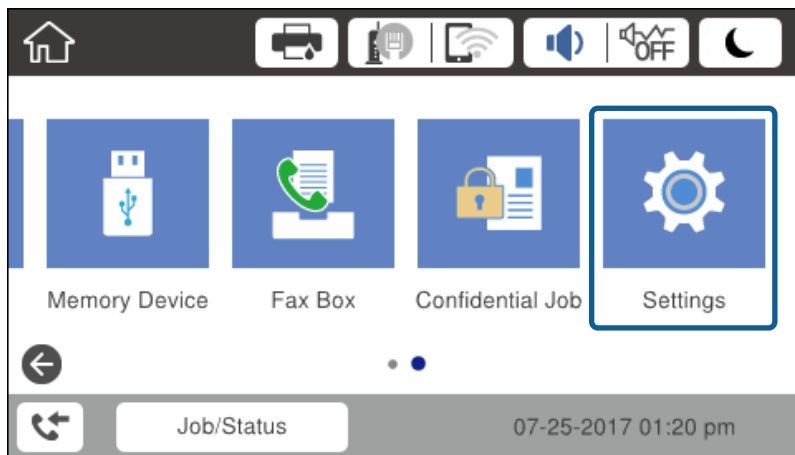 OFF
Memory Device
Fax Box
Confidential Job
Settings
Job/Status
07-25-2017 01:20 pm